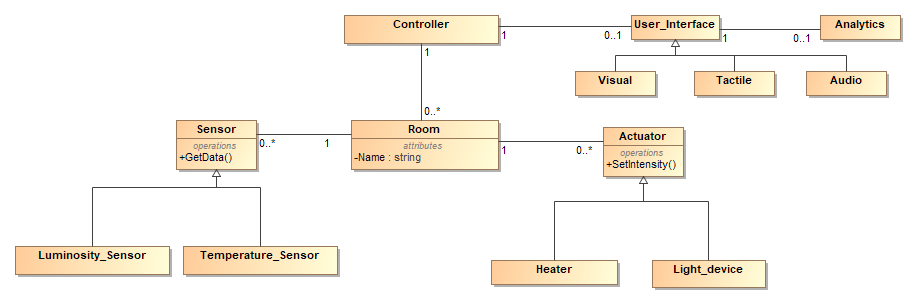 Controller
User_Interface
Analytics
1
0..1
1
0..1
1
Visual
Tactile
Audio
0..*
Sensor
operations
+GetData()
0..*
1
Room
attributes
-Name : string
1
0..*
Actuator
operations
+SetIntensity()
Luminosity_Sensor
Temperature_Sensor
Heater
Light_device